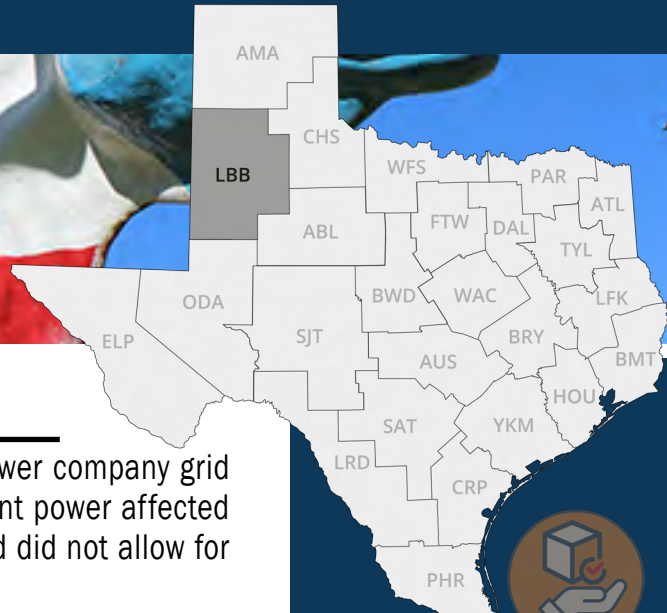 AMA
CHS
LBB
WFS
PAR
ATL
ABL
FTW
DAL
TYL
ODA
BWD
WAC
LFK
ELP
SJT
BRY
AUS
BMT
HOU
SAT
YKM
LRD
CRP
PHR
wer company grid
nt power affected
d did not allow for